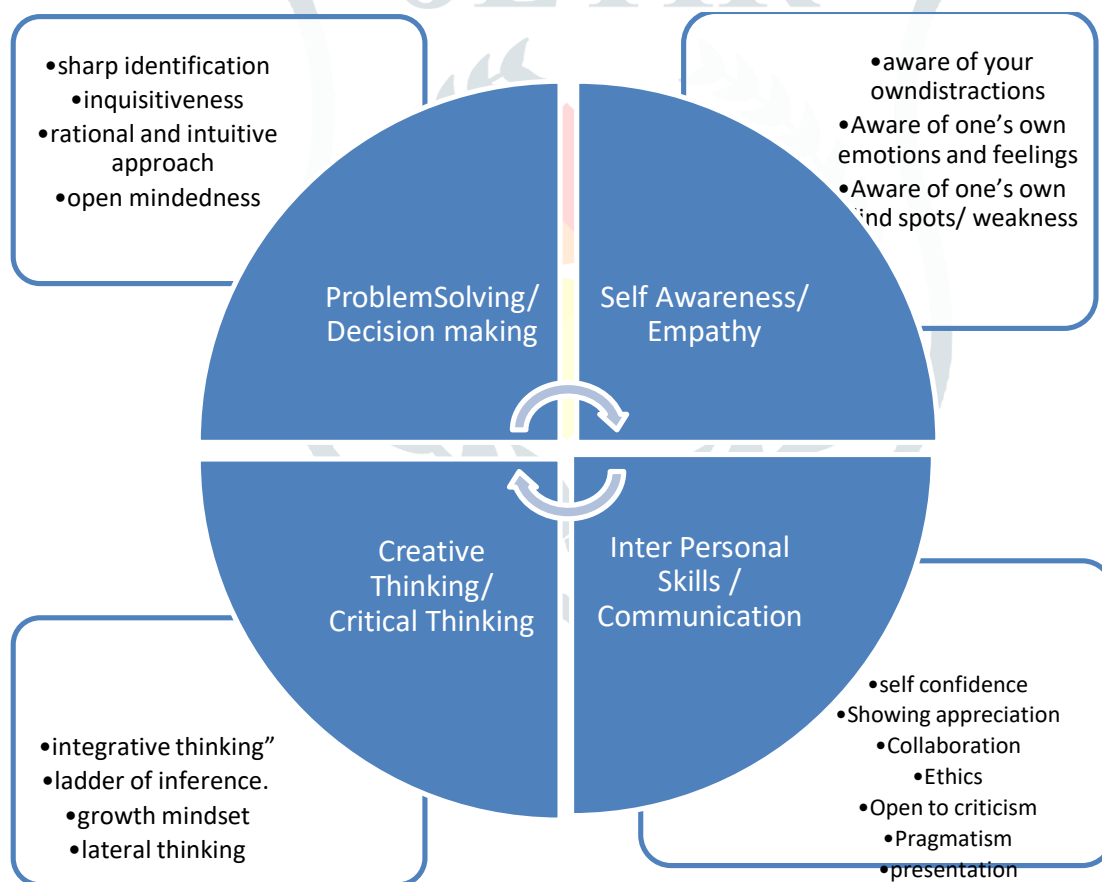 •sharp identification
•inquisitiveness
•rational and intuitive
approach
•open mindedness
•aware of your
owndistractions
•Aware of one’s own
emotions and feelings
•Aware of one’s own
spots/ weakness
ProblemSolving/
Decision making
Self Awareness/
Empathy
Creative
Thinking/
Critical Thinking
Inter Personal
Skills /
Communication
•integrative thinking”
•ladder of inference.
•growth mindset
•lateral thinking
•self confidence
•Showing appreciation
•Collaboration
•Ethics
•Open to criticism
•Pragmatism
•presentation